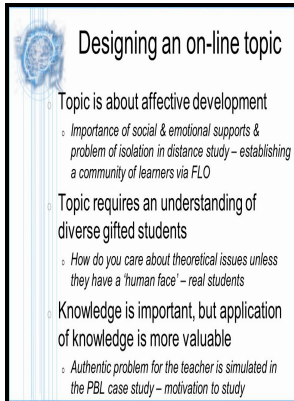 Designing an on-line topic
Topic is about affective development
Importance of social & emotional supports &
problem of isolation in distance study – establishing
a community of learners via FLO
Topic requires an understanding of
diverse gifted students
How do you care about theoretical issues unless
they have a ‘human face’ – real students
Knowledge is important, but application
of knowledge is more valuable
Authentic problem for the teacher is simulated in
the PBL case study – motivation to study